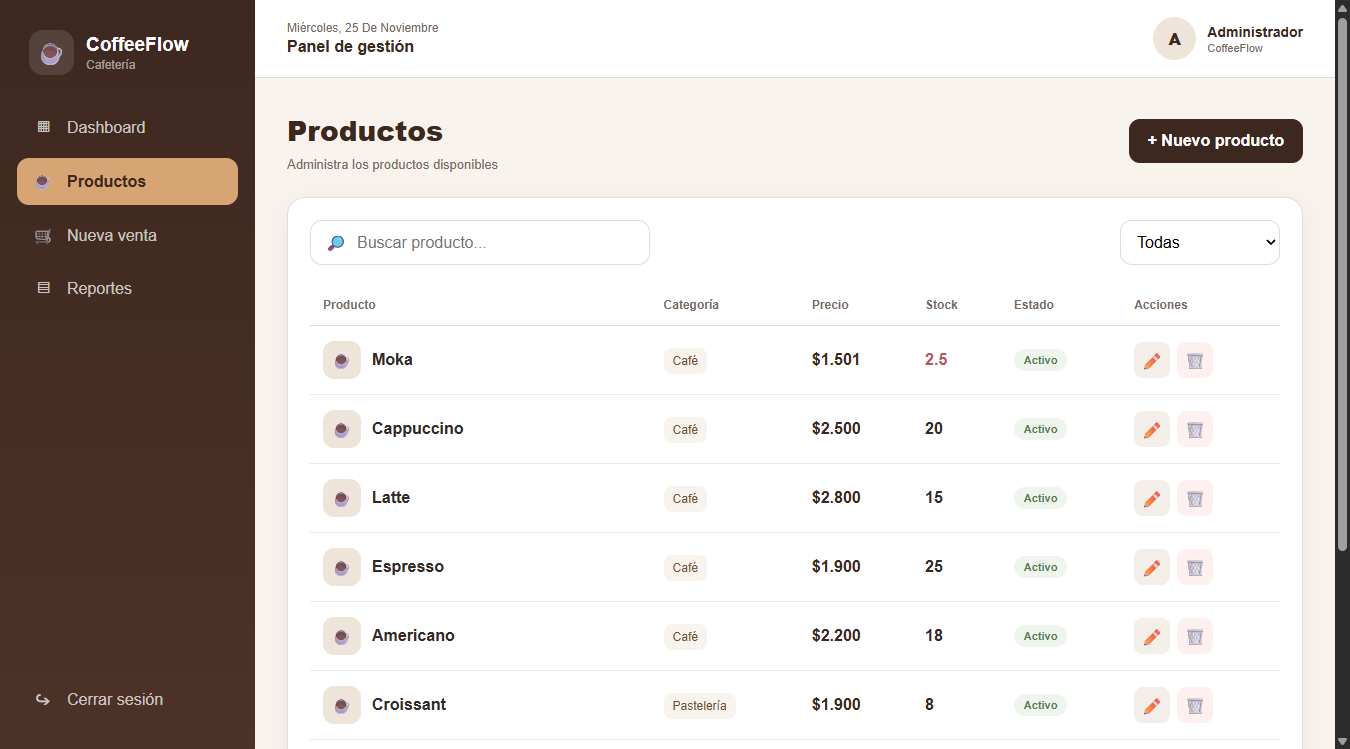 CoffeeFlow
Cafetería
Dashboard
Productos
Nueva venta
Reportes
Cerrar sesión
Miércoles, 25 De Noviembre
Panel de gestión
A
Administrador
CoffeeFlow
Productos
Administra los productos disponibles
+ Nuevo producto
Buscar producto...
Todas
Producto Categoría Precio Stock Estado Acciones
Moka Café $1.501 2.5 Activo
Cappuccino Café $2.500 20 Activo
Latte Café $2.800 15 Activo
Espresso Café $1.900 25 Activo
Americano Café $2.200 18 Activo
Croissant Pastelería $1.900 8 Activo